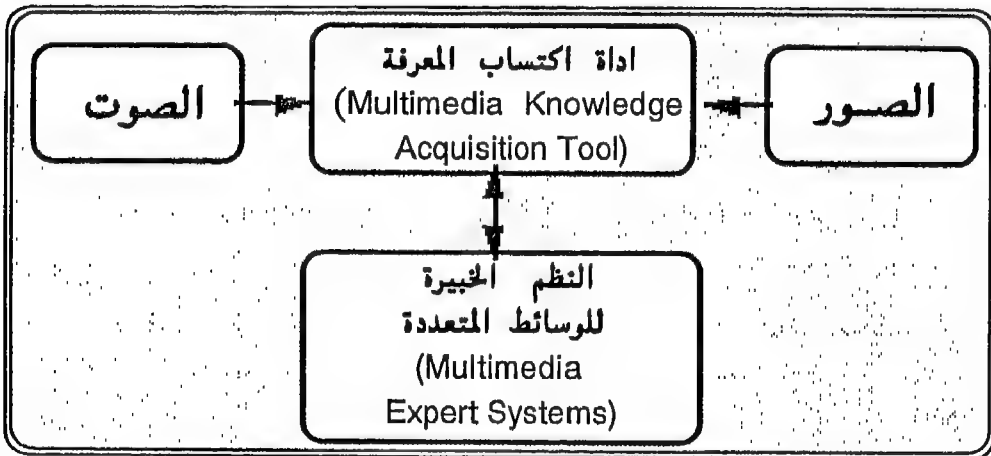 الصور
اداة اكتساب المعرفة
(Multimedia Knowledge
Acquisition Tool)
الصوت
النظم الخبيرة
للوسائط المتعددة
(Multimedia
Expert Systems)